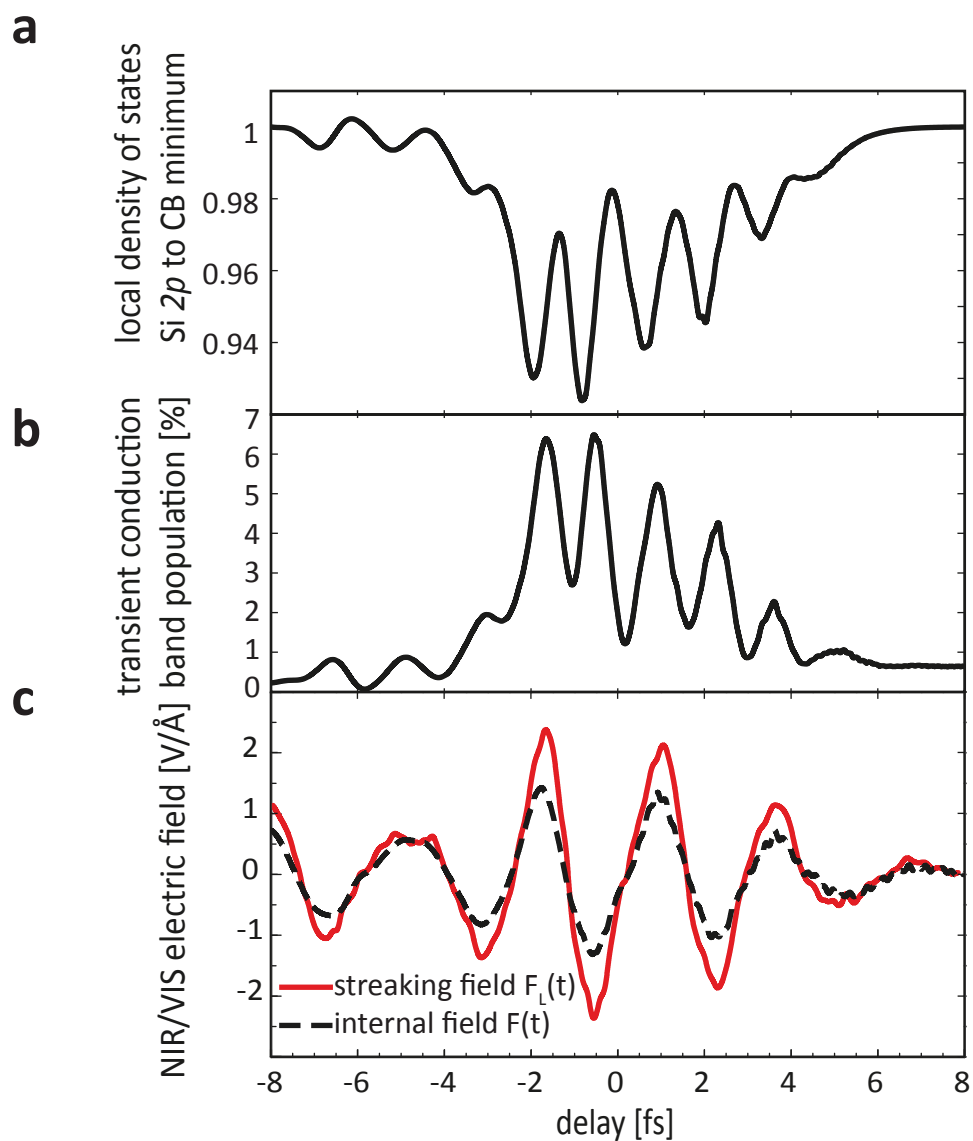 a
local density of states
Si 2p to CB minimum
1
0.98
0.96
0.94
b
transient conduction
band population [%]
7
6
5
4
3
2
1
0
c
NIR/VIS electric field [V/Å]
2
1
0
-1
-2
streaking field F_L(t)
internal field F(t)
-8
-6
-4
-2
0
2
4
6
8
delay [fs]